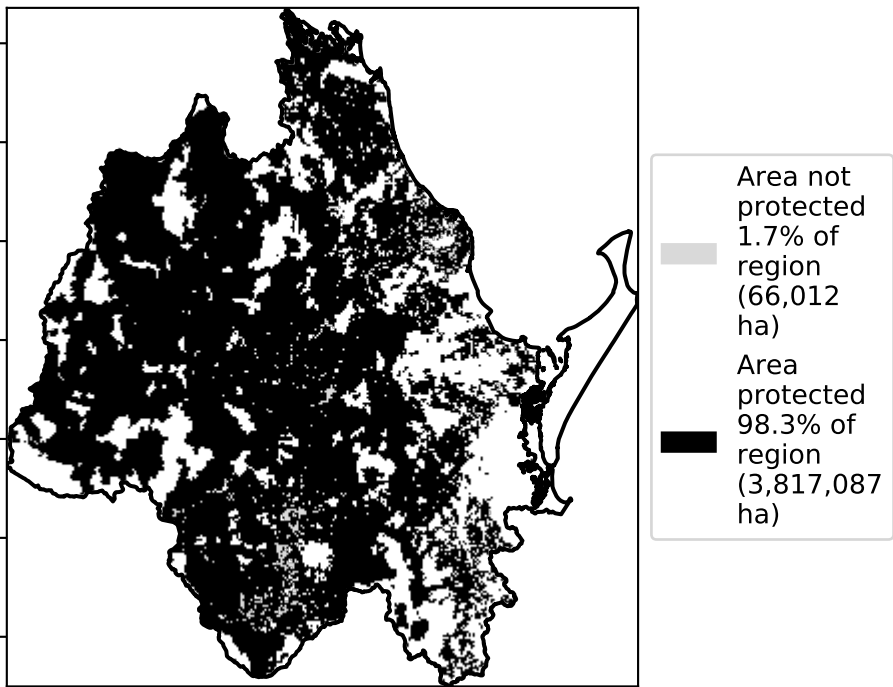 Area not
protected
1.7% of
region
(66,012
ha)
Area
protected
98.3% of
region
(3,817,087
ha)